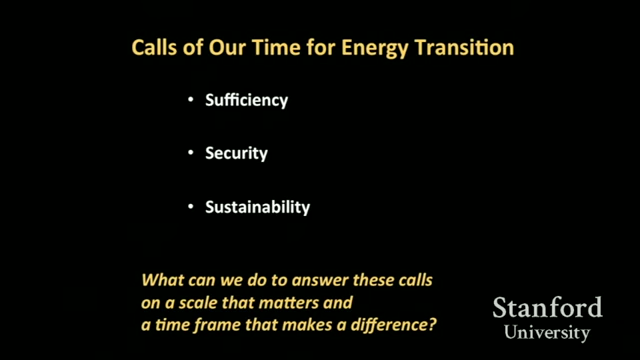 Calls of Our Time for Energy Transition
• Sufficiency
• Security
• Sustainability
What can we do to answer these calls
on a scale that matters and
a time frame that makes a difference?
Stanford
University